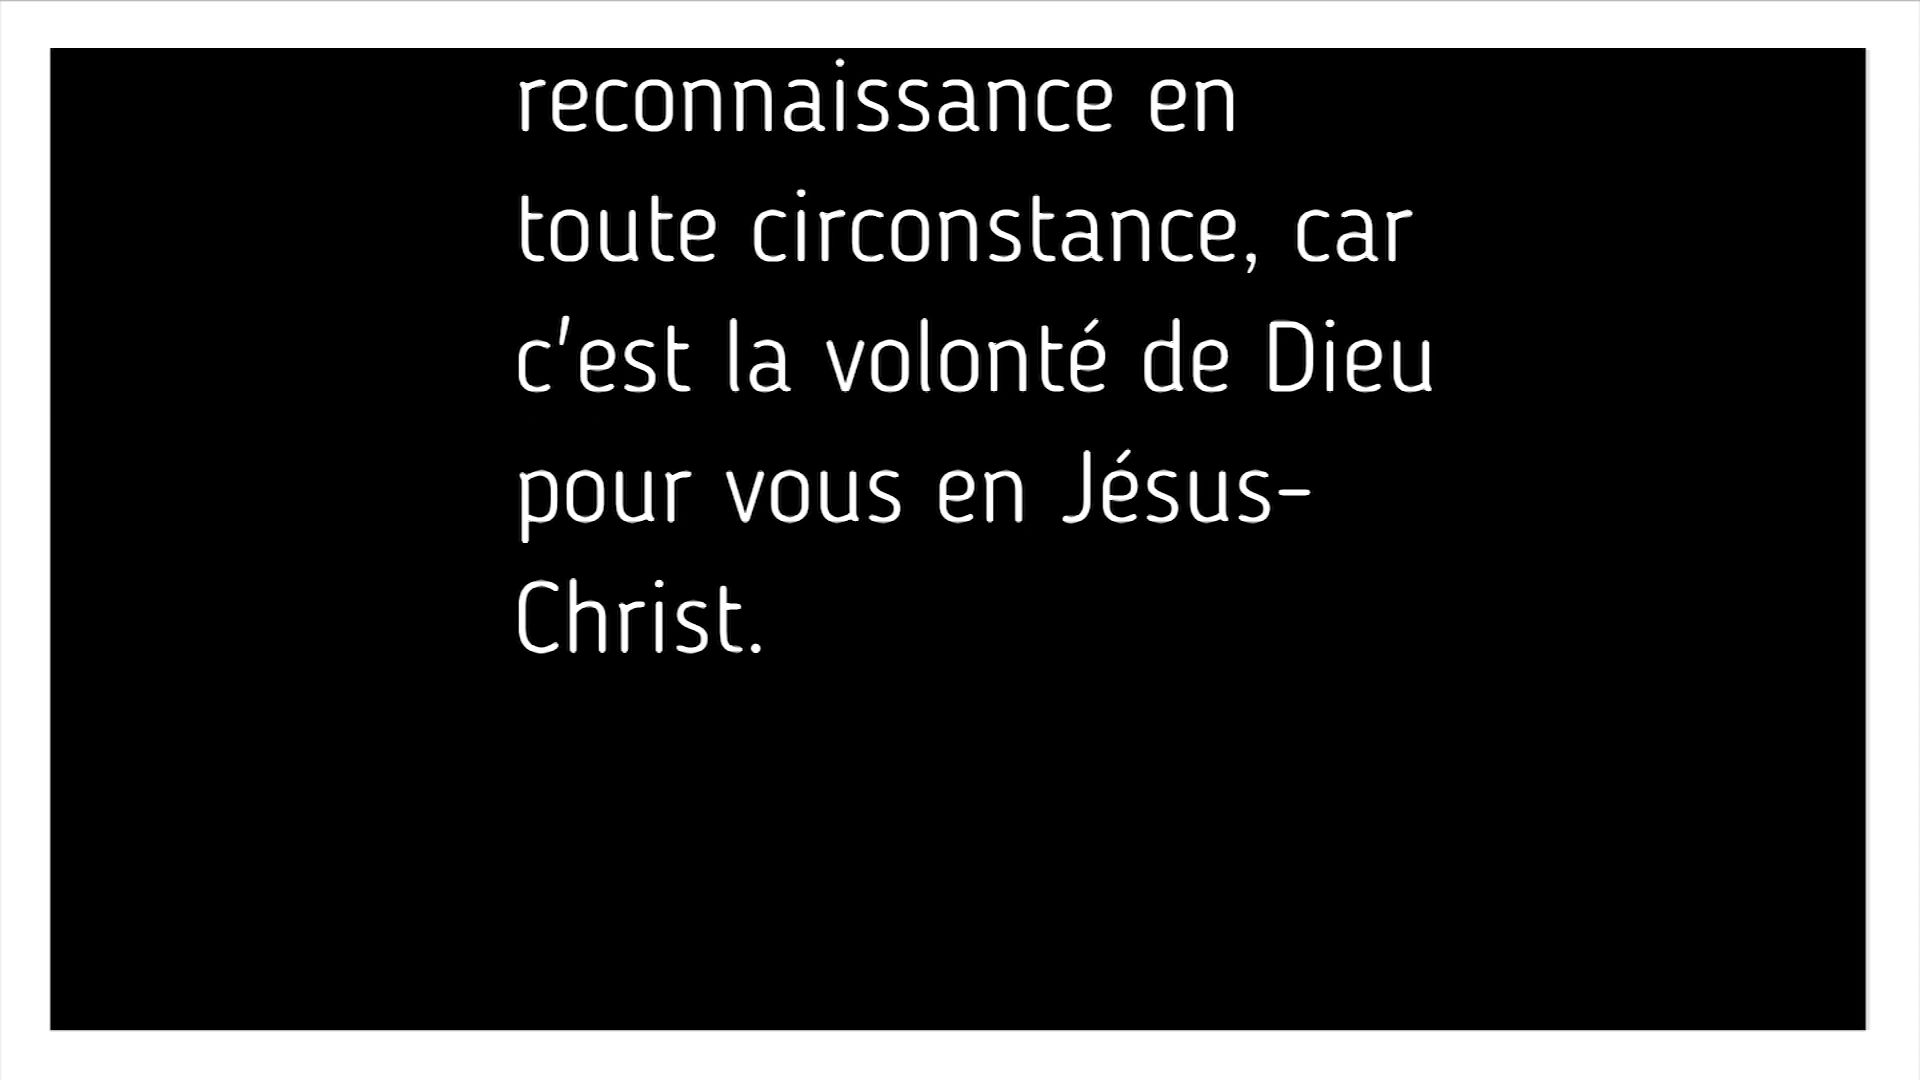 reconnaissance en
toute circonstance, car
c'est la volonté de Dieu
pour vous en Jésus-
Christ.